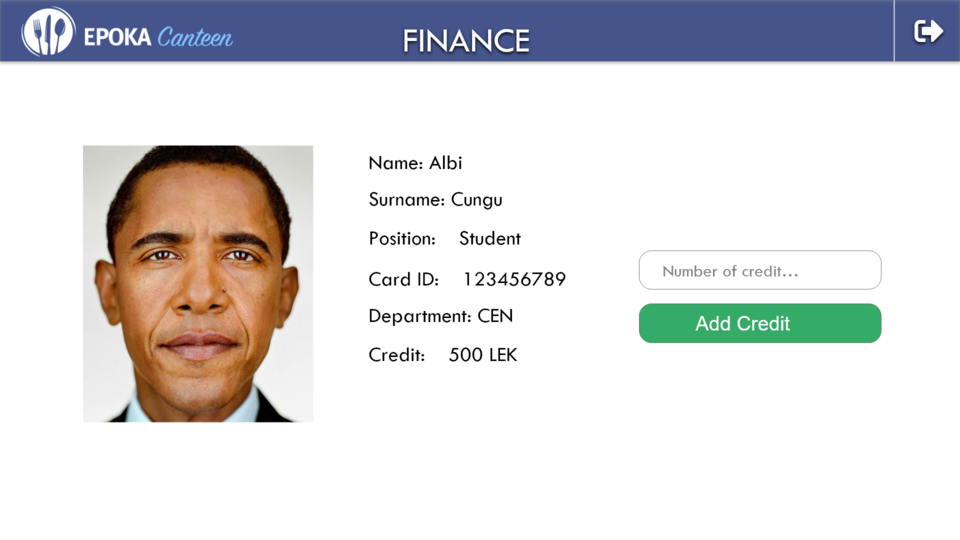 EPOKA Canteen
FINANCE
Name: Albi
Surname: Cungu
Position: Student
Card ID: 123456789
Department: CEN
Credit: 500 LEK
Number of credit...
Add Credit